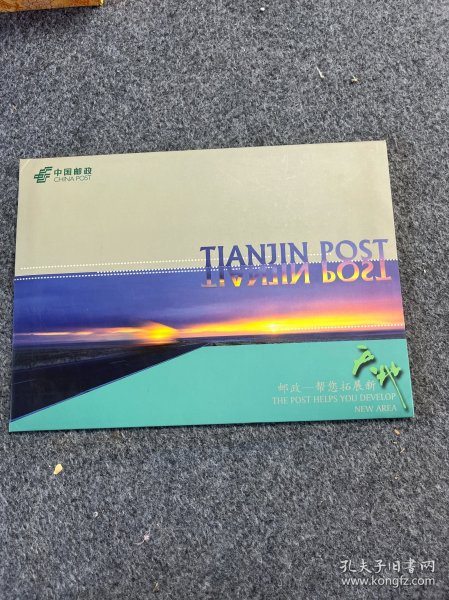 中国邮政
CHINA POST
TIANJIN POST
TIANJIN POST
邮政—帮您拓展新
THE POST HELPS YOU DEVELOP
NEW AREA
孔夫子旧书网
www.kongfz.com